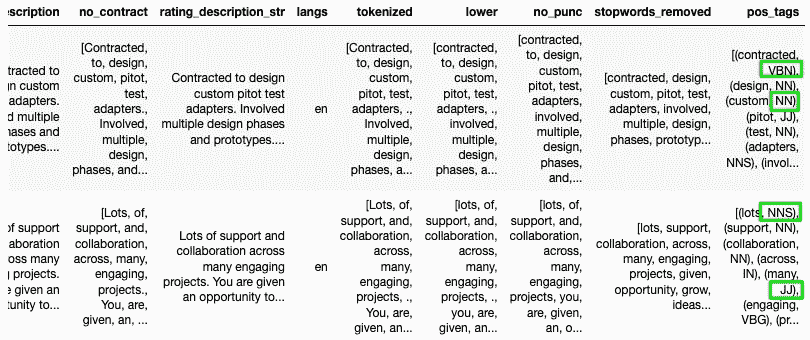 escription no_contract rating_description_str langs tokenized lower no_punc stopwords_removed pos_tags
tracted to
gn custom
adapters.
d multiple
hases and
totypes....
[Contracted,
to, design,
custom, pitot,
test,
adapters.,
Involved,
multiple,
design,
phases, and...
Contracted to design
custom pitot test
adapters. Involved
multiple design phases
and prototypes....
en
[Contracted,
to, design,
custom,
pitot, test,
adapters, .,
Involved,
multiple,
design,
phases, a...
[contracted,
to, design,
custom,
pitot, test,
adapters, .,
involved,
multiple,
design,
phases, a...
[contracted,
to, design,
custom,
pitot, test,
adapters,
involved,
multiple,
design,
phases,
and,...
[contracted, design,
custom, pitot, test,
adapters, involved,
multiple, design,
phases, prototyp...
[(contracted,
VBN),
(design, NN),
(custom, NN),
(pitot, JJ),
(test, NN),
(adapters,
NNS), (invol...
of support
laboration
oss many
g projects.
e given an
tunity to...
[Lots, of,
support, and,
collaboration,
across, many,
engaging,
projects.,
You, are,
given, an, ...
Lots of support and
collaboration across
many engaging
projects. You are given
an opportunity to...
en
[Lots, of,
support, and,
collaboration,
across,
many,
engaging,
projects, .,
You, are,
given, an...
[lots, of,
support, and,
collaboration,
across,
many,
engaging,
projects, .,
you, are,
given, an...
[lots, of,
support, and,
collaboration,
across,
many,
engaging,
projects, you,
are, given,
an, o...
[lots, support,
collaboration, across,
many, engaging,
projects, given,
opportunity, grow,
ideas...
[(lots, NNS),
(support, NN),
(collaboration,
NN), (across,
IN), (many,
JJ),
(engaging,
VBG), (pr...